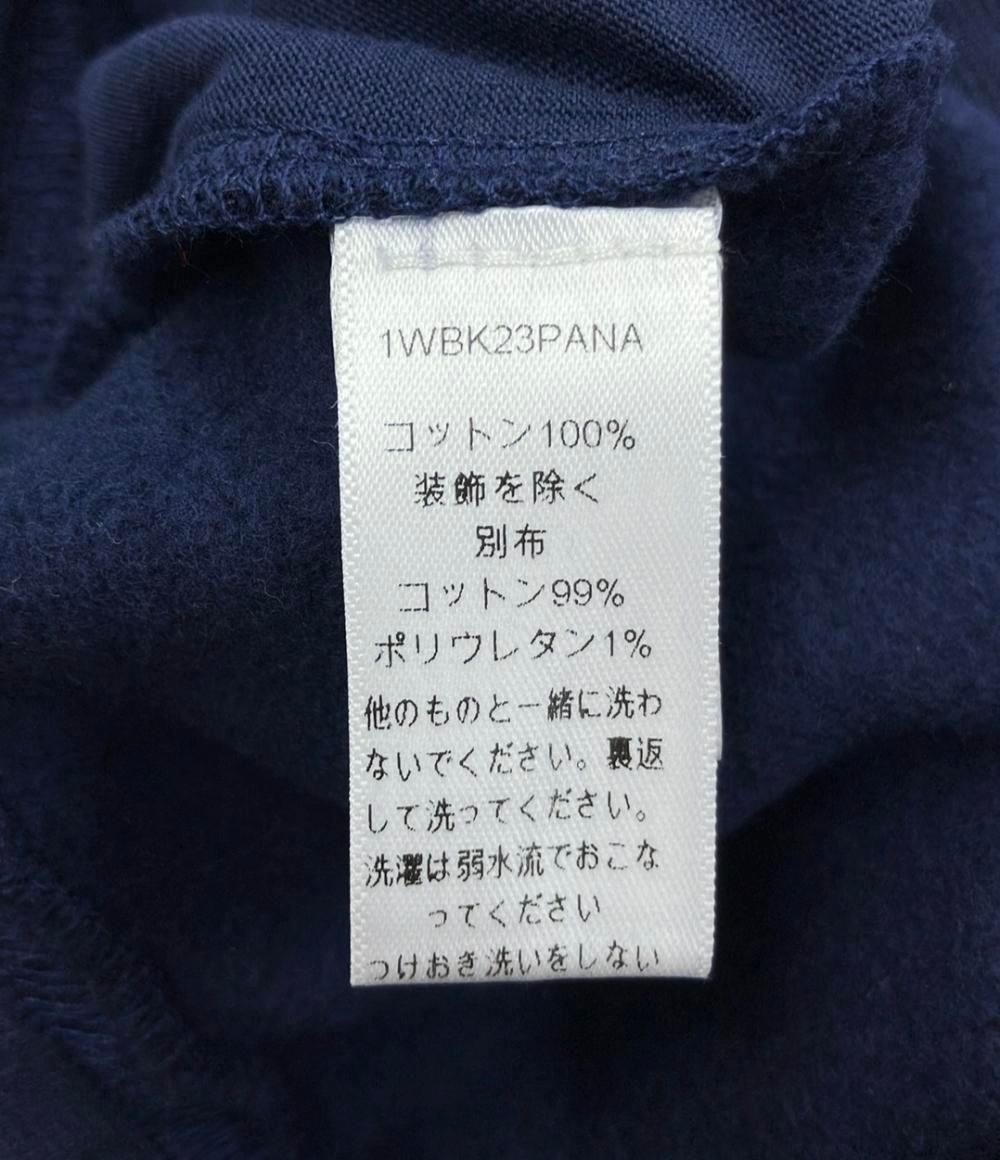 1WBK23PANA
コットン100%
装飾を除く
別布
コットン99%
ポリウレタン1%
他のものと一緒に洗わ
ないでください。裏返
して洗ってください。
洗濯は弱水流でおこな
ってください
つけおき洗いをしない